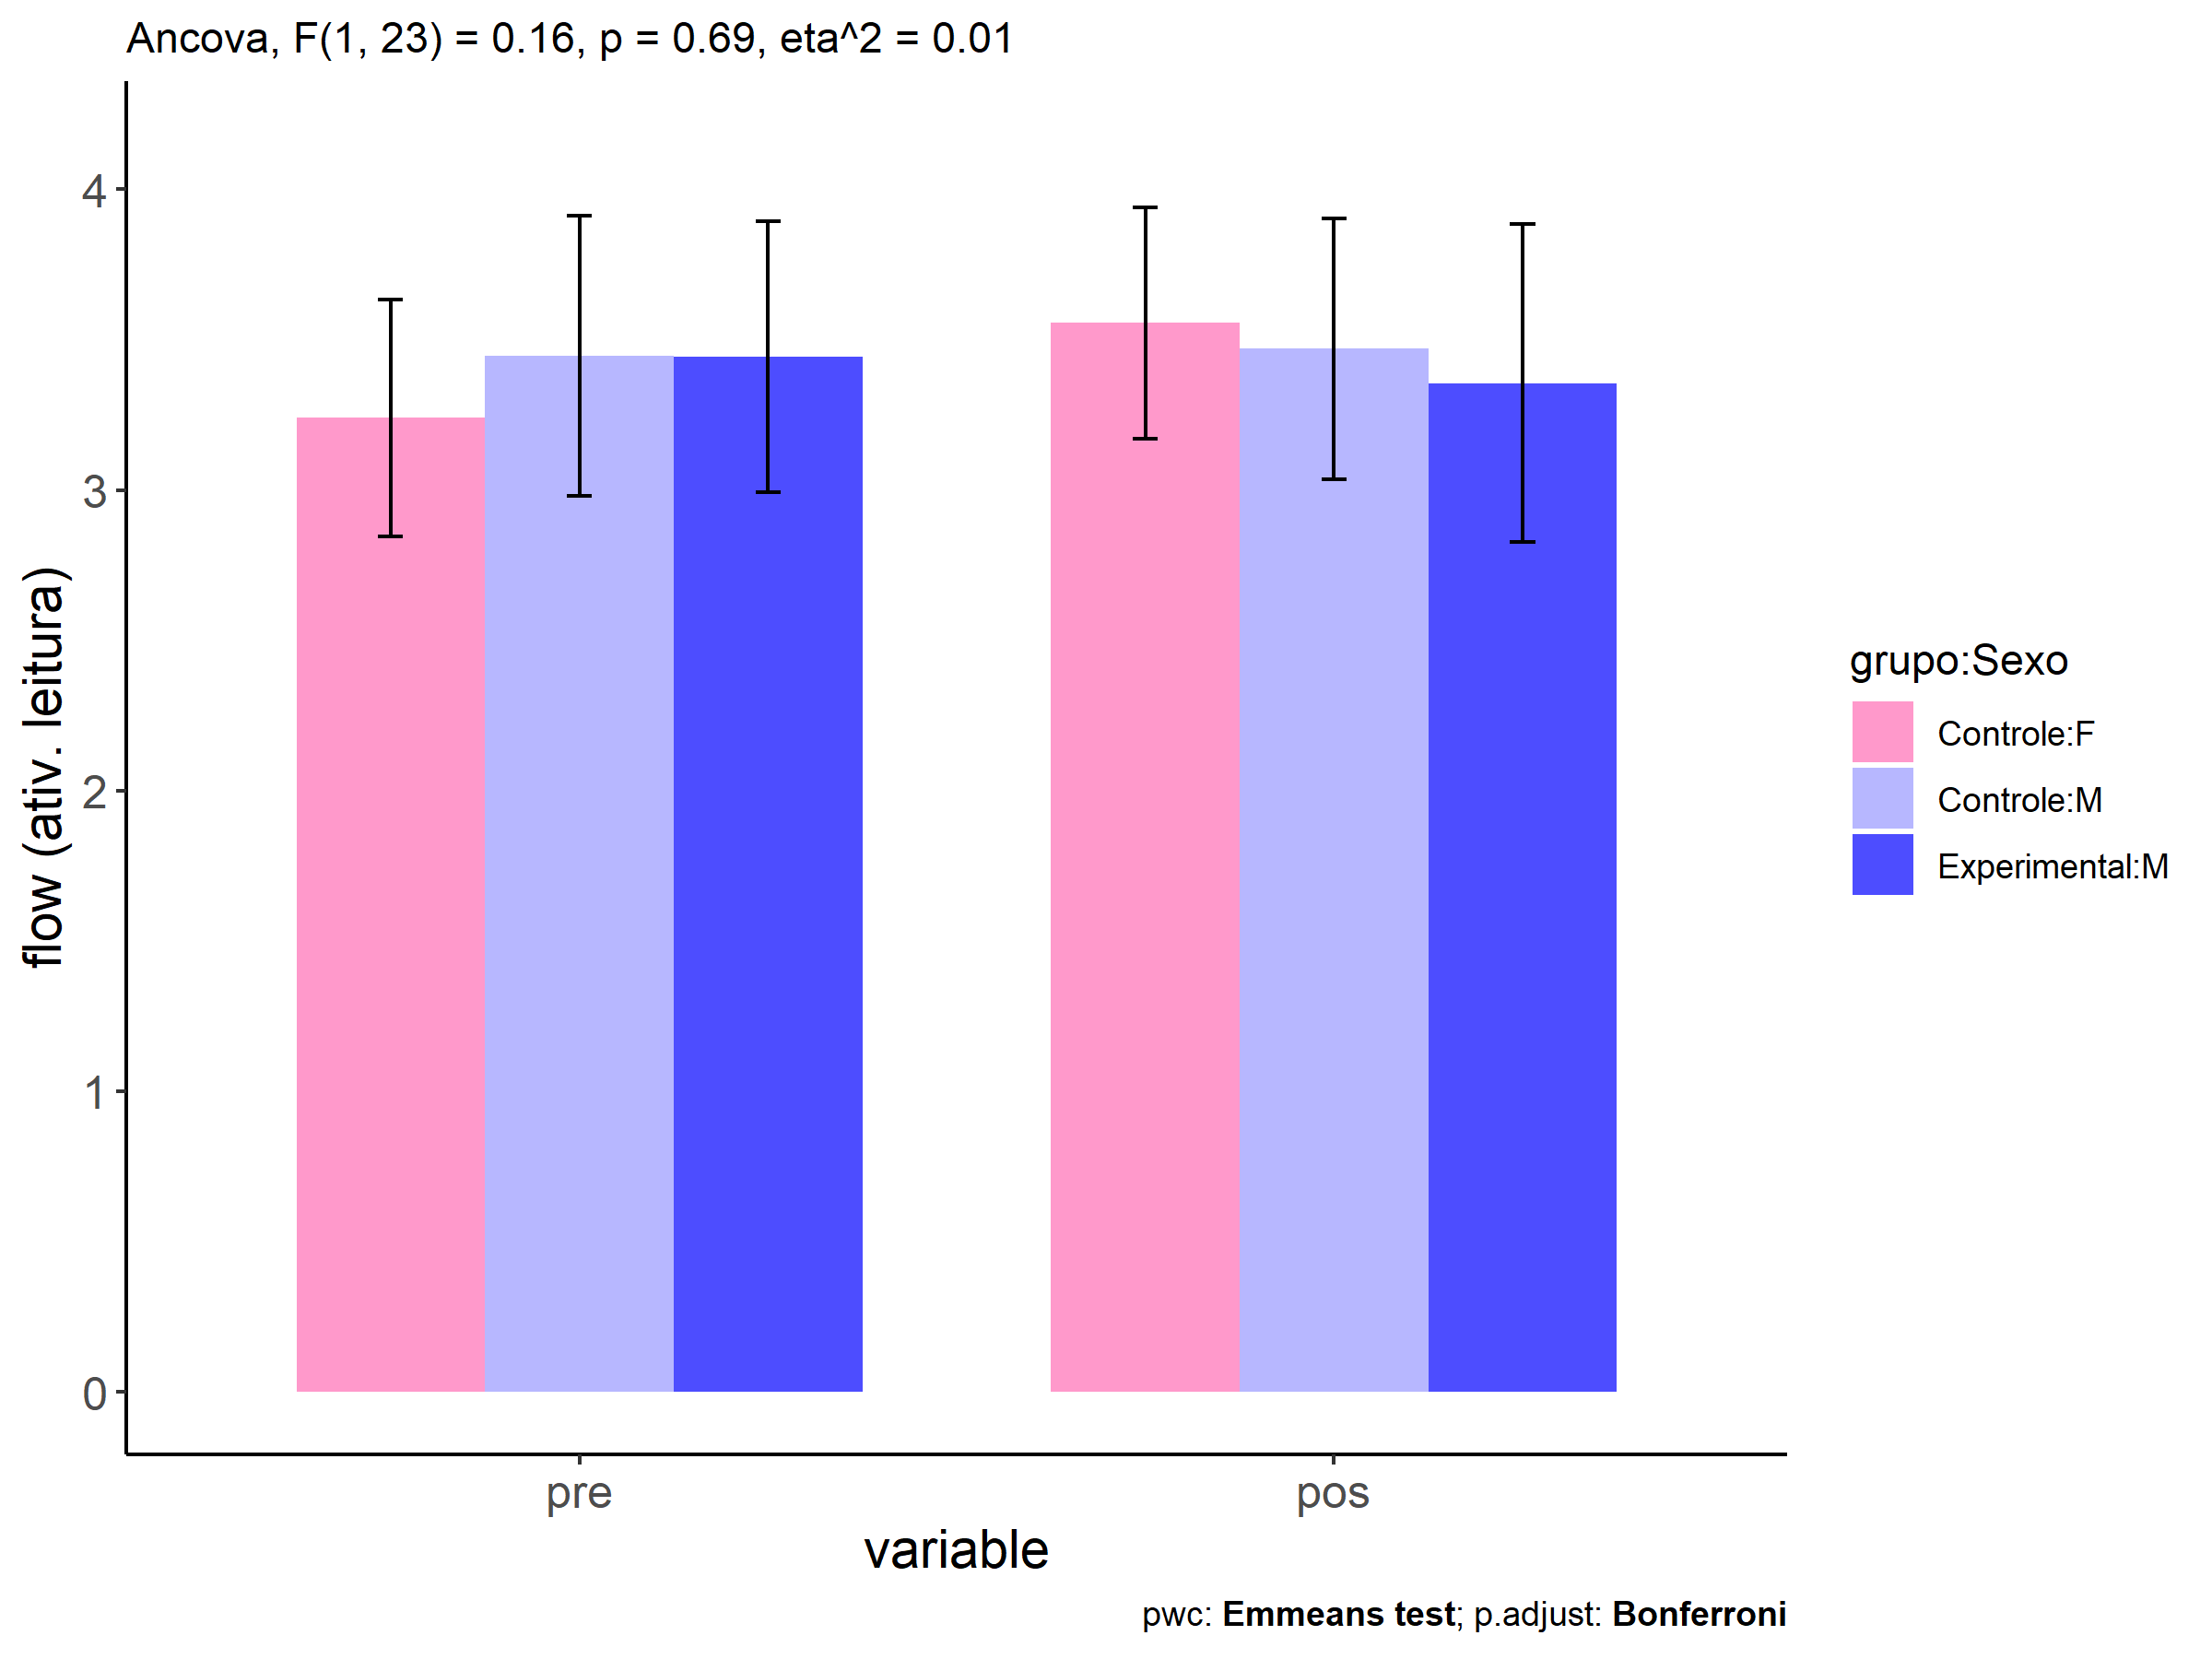 Ancova, F(1, 23) = 0.16, p = 0.69, eta^2 = 0.01
flow (ativ. leitura)
4
3
2
1
0
pre
pos
variable
grupo:Sexo
Controle:F
Controle:M
Experimental:M
pwc: Emmeans test; p.adjust: Bonferroni